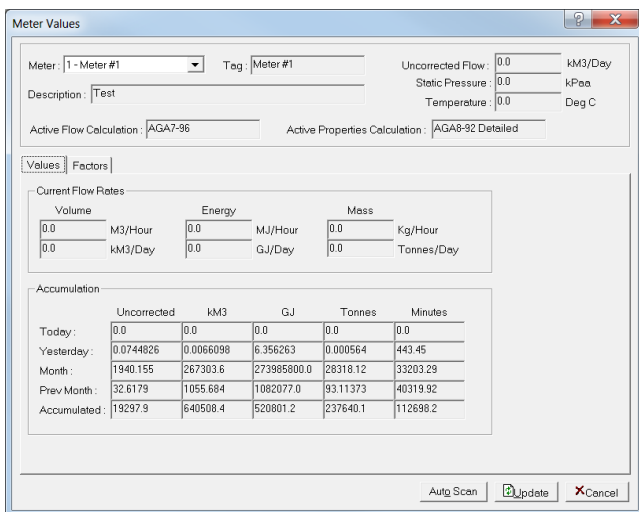 Meter Values
Meter : 1 - Meter #1 Tag : Meter #1 Uncorrected Flow : 0.0 kM3/Day
Static Pressure : 0.0 kPaa
Description : Test
Temperature : 0.0 Deg C
Active Flow Calculation : AGA7-96 Active Properties Calculation : AGA8-92 Detailed
Values Factors
Current Flow Rates
Volume Energy Mass
0.0 M3/Hour 0.0 MJ/Hour 0.0 Kg/Hour
0.0 kM3/Day 0.0 GJ/Day 0.0 Tonnes/Day
Accumulation
Uncorrected kM3 GJ Tonnes Minutes
Today : 0.0 0.0 0.0 0.0 0.0
Yesterday : 0.0744826 0.0066098 6.356263 0.000564 443.45
Month : 1940.155 267303.6 273985800.0 28318.12 33203.29
Prev Month : 32.6179 1055.684 1082077.0 93.11373 40319.92
Accumulated : 19297.9 640508.4 520801.2 237640.1 112698.2
Auto Scan Update Cancel